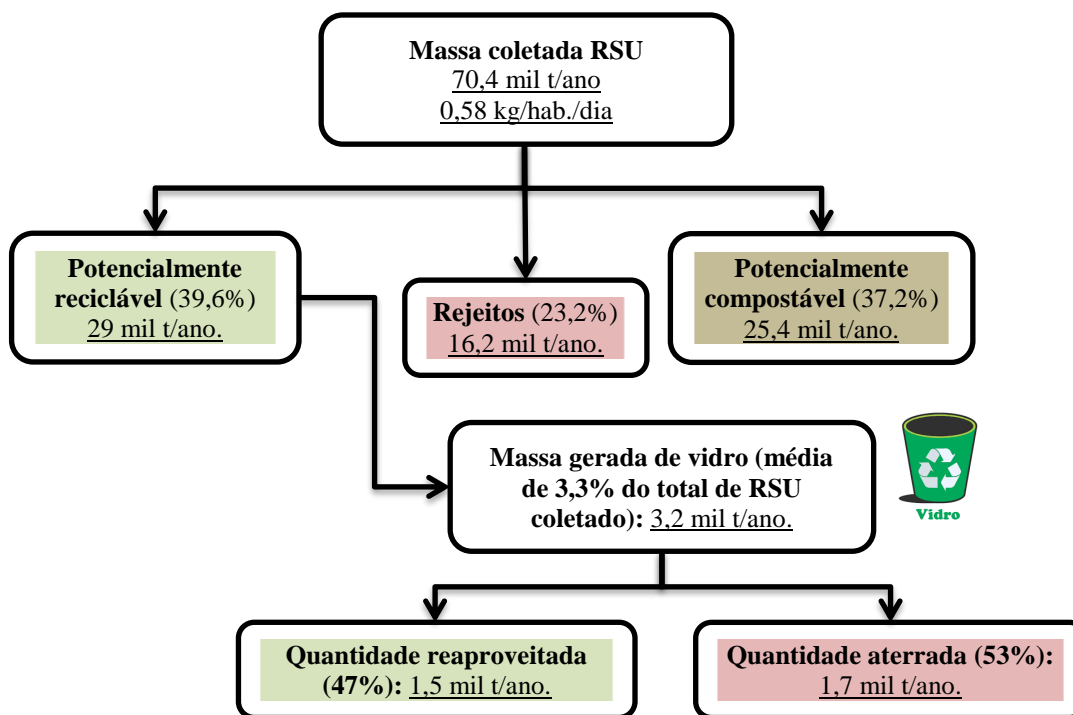 Massa coletada RSU
70,4 mil t/ano
0,58 kg/hab./dia
Potencialmente
reciclável (39,6%)
29 mil t/ano.
Rejeitos (23,2%)
16,2 mil t/ano.
Potencialmente
compostável (37,2%)
25,4 mil t/ano.
Massa gerada de vidro (média
de 3,3% do total de RSU
coletado): 3,2 mil t/ano.
Vidro
Quantidade reaproveitada
(47%): 1,5 mil t/ano.
Quantidade aterrada (53%):
1,7 mil t/ano.